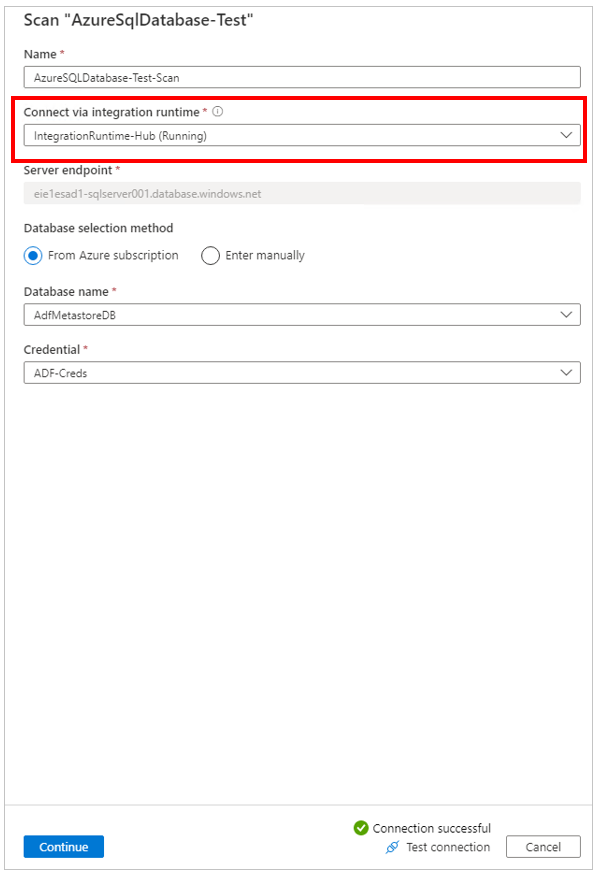 Scan "AzureSqlDatabase-Test"
Name *
AzureSQLDatabase-Test-Scan
Connect via integration runtime *
IntegrationRuntime-Hub (Running)
Server endpoint *
eie1esad1-sqlserver001.database.windows.net
Database selection method
From Azure subscription Enter manually
Database name *
AdfMetastoreDB
Credential *
ADF-Creds
Connection successful
Continue Test connection Cancel